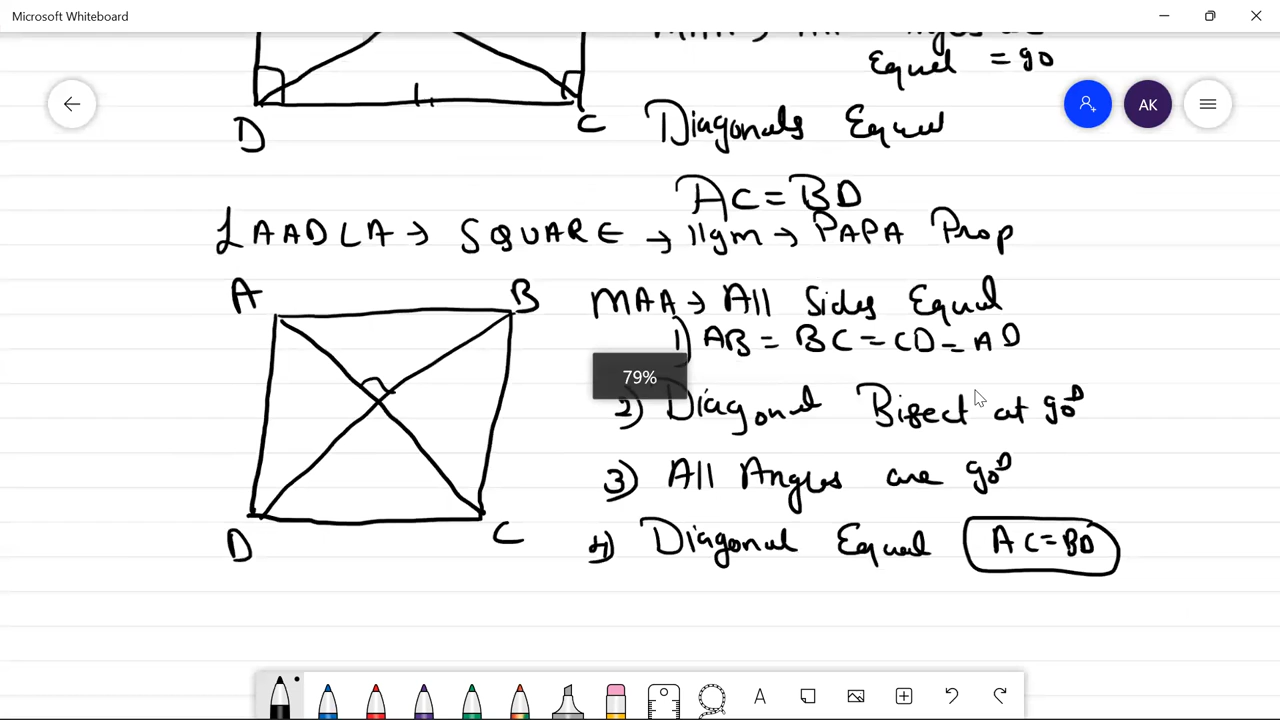 Microsoft Whiteboard
Equal = 90
D
C
Diagonals Equal
AK
AC = BD
LAADLA → SQUARE → llgm → PAPA Prop
A
B
MAA → All Sides Equal
1) AB = BC = CD = AD
79%
2) Diagonal Bisect at 90°
3) All Angles are 90°
D
C
4) Diagonal Equal AC = BD
A